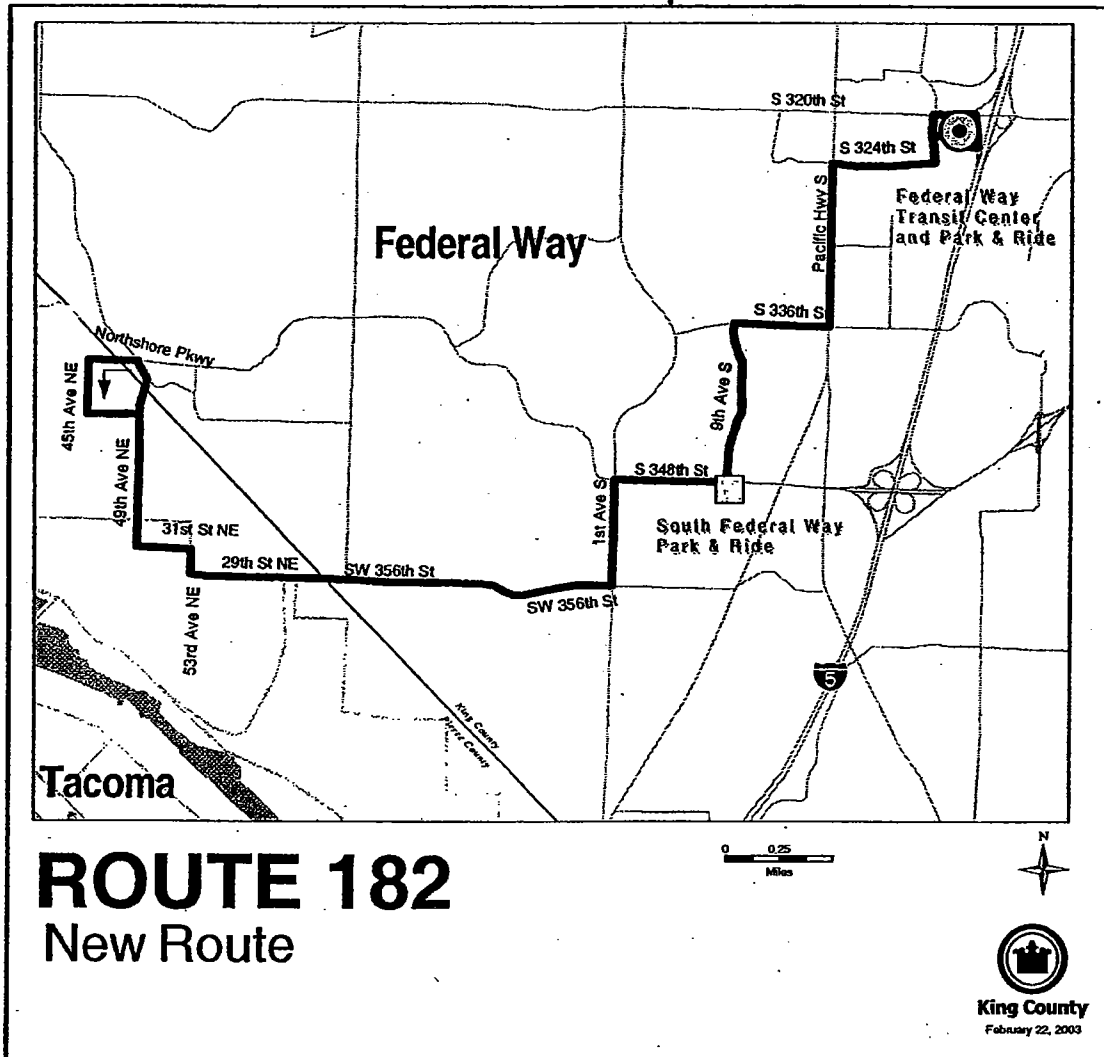 S 320th St
S 324th St
Federal Way
Transit Center
and Park & Ride
Pacific Hwy S
Federal Way
S 336th S
Northshore Pkwy
45th Ave NE
9th Ave S
49th Ave NE
S 348th St
1st Ave S
South Federal Way
Park & Ride
31st St NE
29th St NE
SW 356th St
SW 356th St
53rd Ave NE
5
King County
Pierce County
Tacoma
ROUTE 182
New Route
0 0.25
Miles
N
King County
February 22, 2003